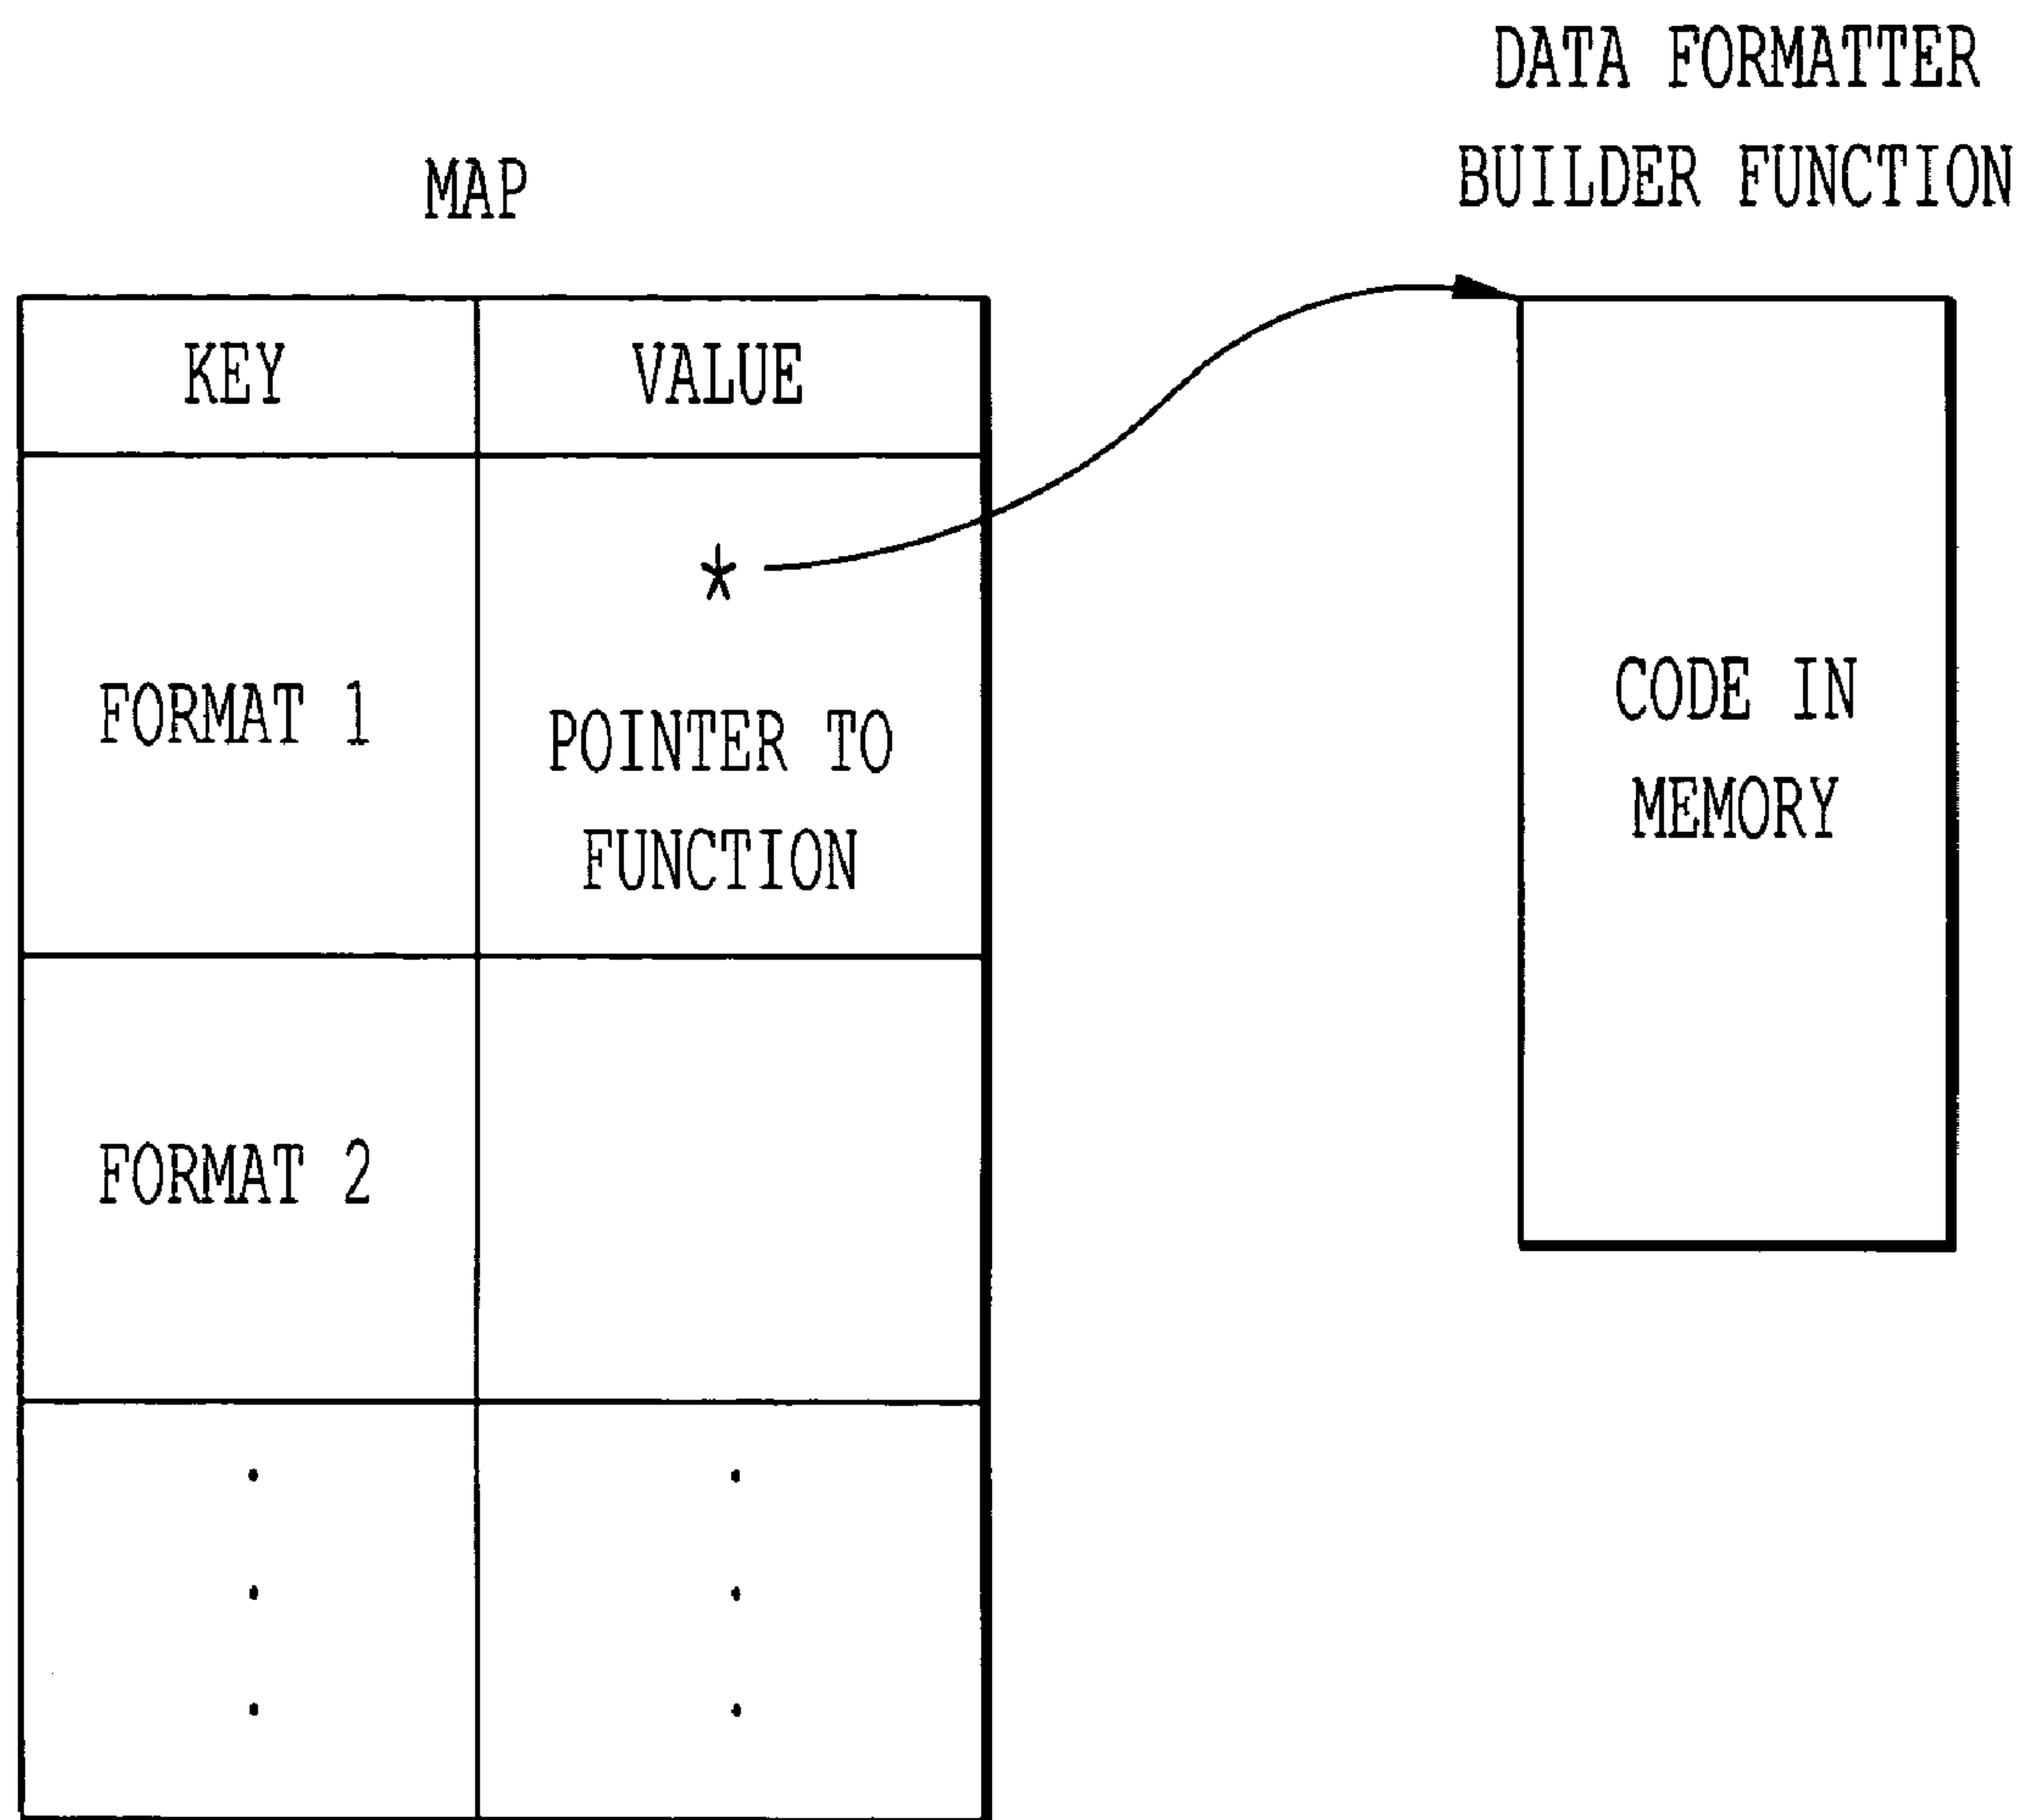 DATA FORMATTER
BUILDER FUNCTION
MAP
KEY VALUE
*
FORMAT 1
POINTER TO
FUNCTION
CODE IN
MEMORY
FORMAT 2
. .
. .
. .